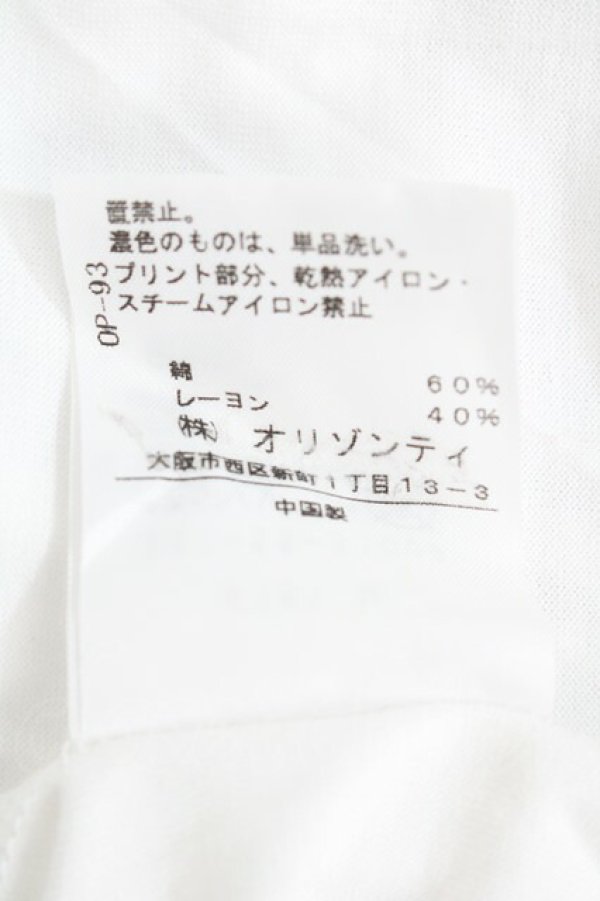 置禁止。
濃色のものは、単品洗い。
プリント部分、乾熱アイロン・
スチームアイロン禁止
OP-93
綿 60%
レーヨン 40%
(株) オリゾンティ
大阪市西区新町1丁目13-3
中国製